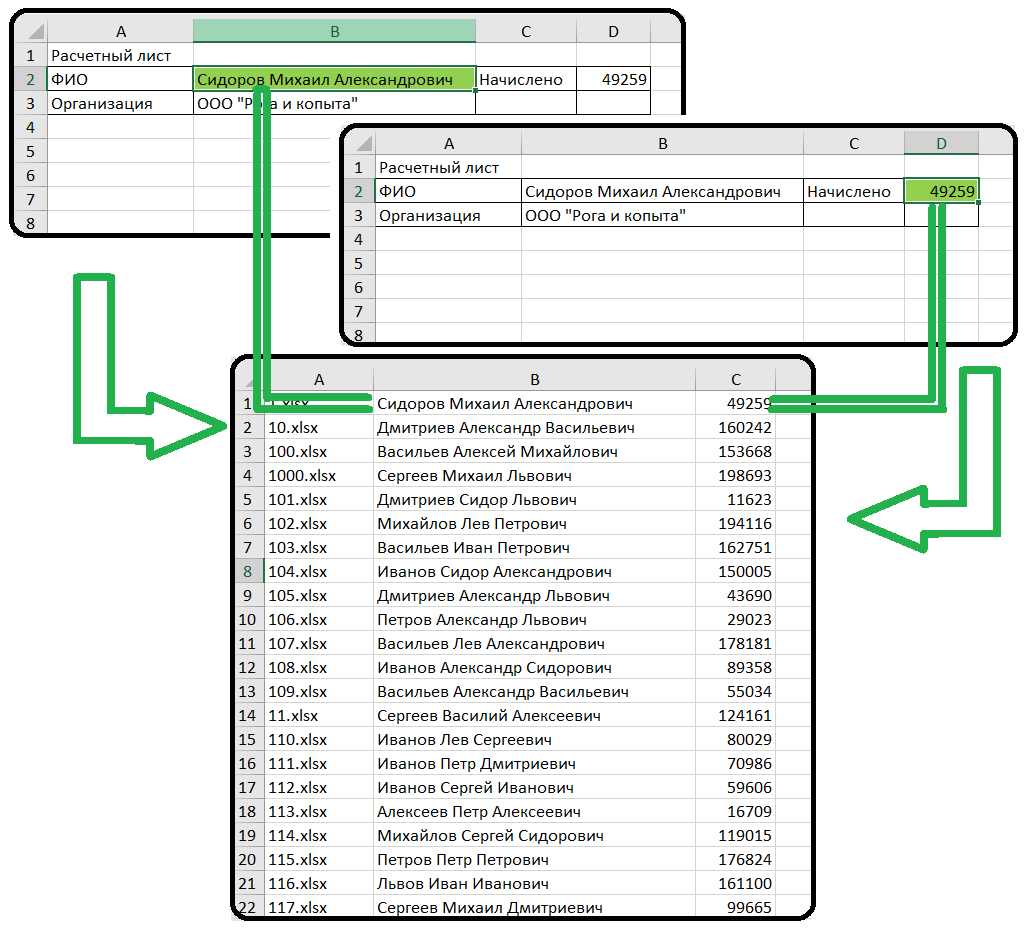 A B C D
1 Расчетный лист
2 ФИО Сидоров Михаил Александрович Начислено 49259
3 Организация ООО "Рога и копыта"
4
5
6
7
8
A B C D
1 Расчетный лист
2 ФИО Сидоров Михаил Александрович Начислено 49259
3 Организация ООО "Рога и копыта"
4
5
6
7
8
A B C
1 1.xlsx Сидоров Михаил Александрович 49259
2 10.xlsx Дмитриев Александр Васильевич 160242
3 100.xlsx Васильев Алексей Михайлович 153668
4 1000.xlsx Сергеев Михаил Львович 198693
5 101.xlsx Дмитриев Сидор Львович 11623
6 102.xlsx Михайлов Лев Петрович 194116
7 103.xlsx Васильев Иван Петрович 162751
8 104.xlsx Иванов Сидор Александрович 150005
9 105.xlsx Дмитриев Александр Львович 43690
10 106.xlsx Петров Александр Львович 29023
11 107.xlsx Васильев Лев Александрович 178181
12 108.xlsx Иванов Александр Сидорович 89358
13 109.xlsx Васильев Александр Васильевич 55034
14 11.xlsx Сергеев Василий Алексеевич 124161
15 110.xlsx Иванов Лев Сергеевич 80029
16 111.xlsx Иванов Петр Дмитриевич 70986
17 112.xlsx Иванов Сергей Иванович 59606
18 113.xlsx Алексеев Петр Алексеевич 16709
19 114.xlsx Михайлов Сергей Сидорович 119015
20 115.xlsx Петров Петр Петрович 176824
21 116.xlsx Львов Иван Иванович 161100
22 117.xlsx Сергеев Михаил Дмитриевич 99665